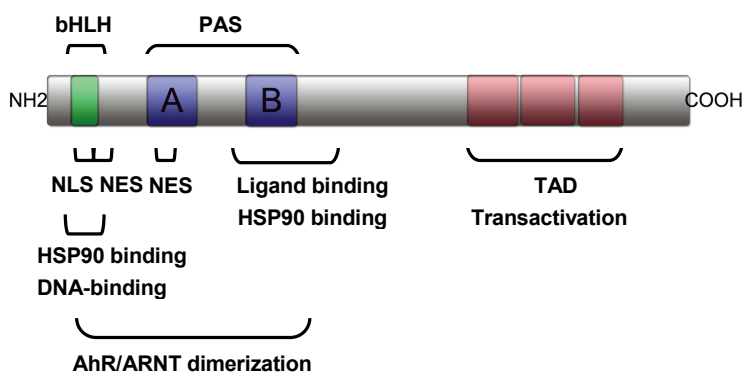 bHLH PAS
NH2 A B COOH
NLS NES NES Ligand binding TAD
HSP90 binding Transactivation
HSP90 binding
DNA-binding
AhR/ARNT dimerization